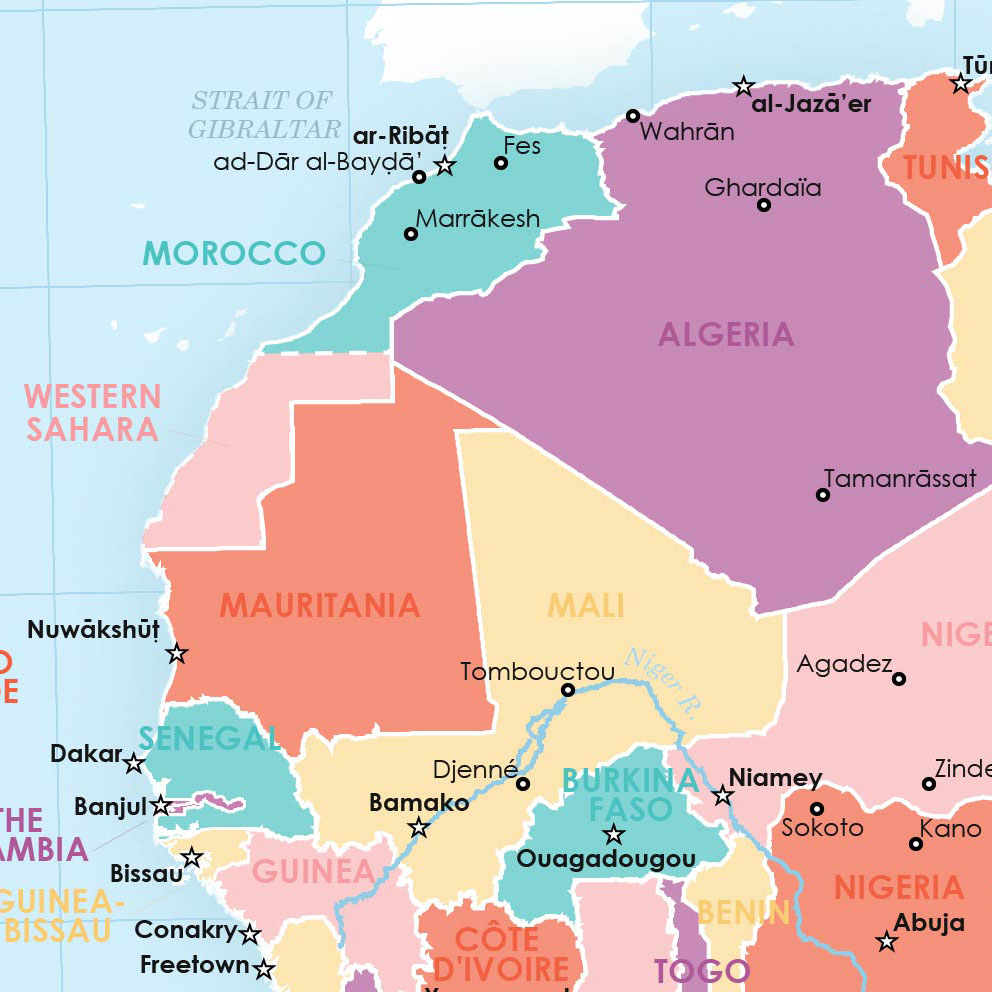 STRAIT OF
GIBRALTAR
ar-Ribāṭ
ad-Dār al-Bayḍā’
Fes
Marrākesh
Wahrān
al-Jazā’er
Tūn
Ghardaïa
TUNIS
MOROCCO
ALGERIA
WESTERN
SAHARA
Tamanrāssat
MAURITANIA
MALI
NIGE
Nuwākshūṭ
O
DE
Tombouctou
Niger R.
Agadez
SENEGAL
Dakar
Djenné
BURKINA
FASO
Niamey
Zinde
Banjul
Bamako
THE
AMBIA
Ouagadougou
Sokoto
Kano
Bissau
GUINEA
NIGERIA
GUINEA-
BISSAU
BENIN
Abuja
Conakry
CÔTE
D'IVOIRE
Freetown
TOGO